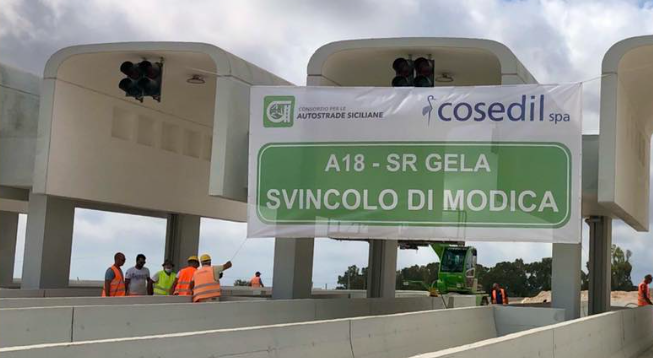 CONSORZIO PER LE
AUTOSTRADE SICILIANE
cosedil spa
A18 - SR GELA
SVINCOLO DI MODICA